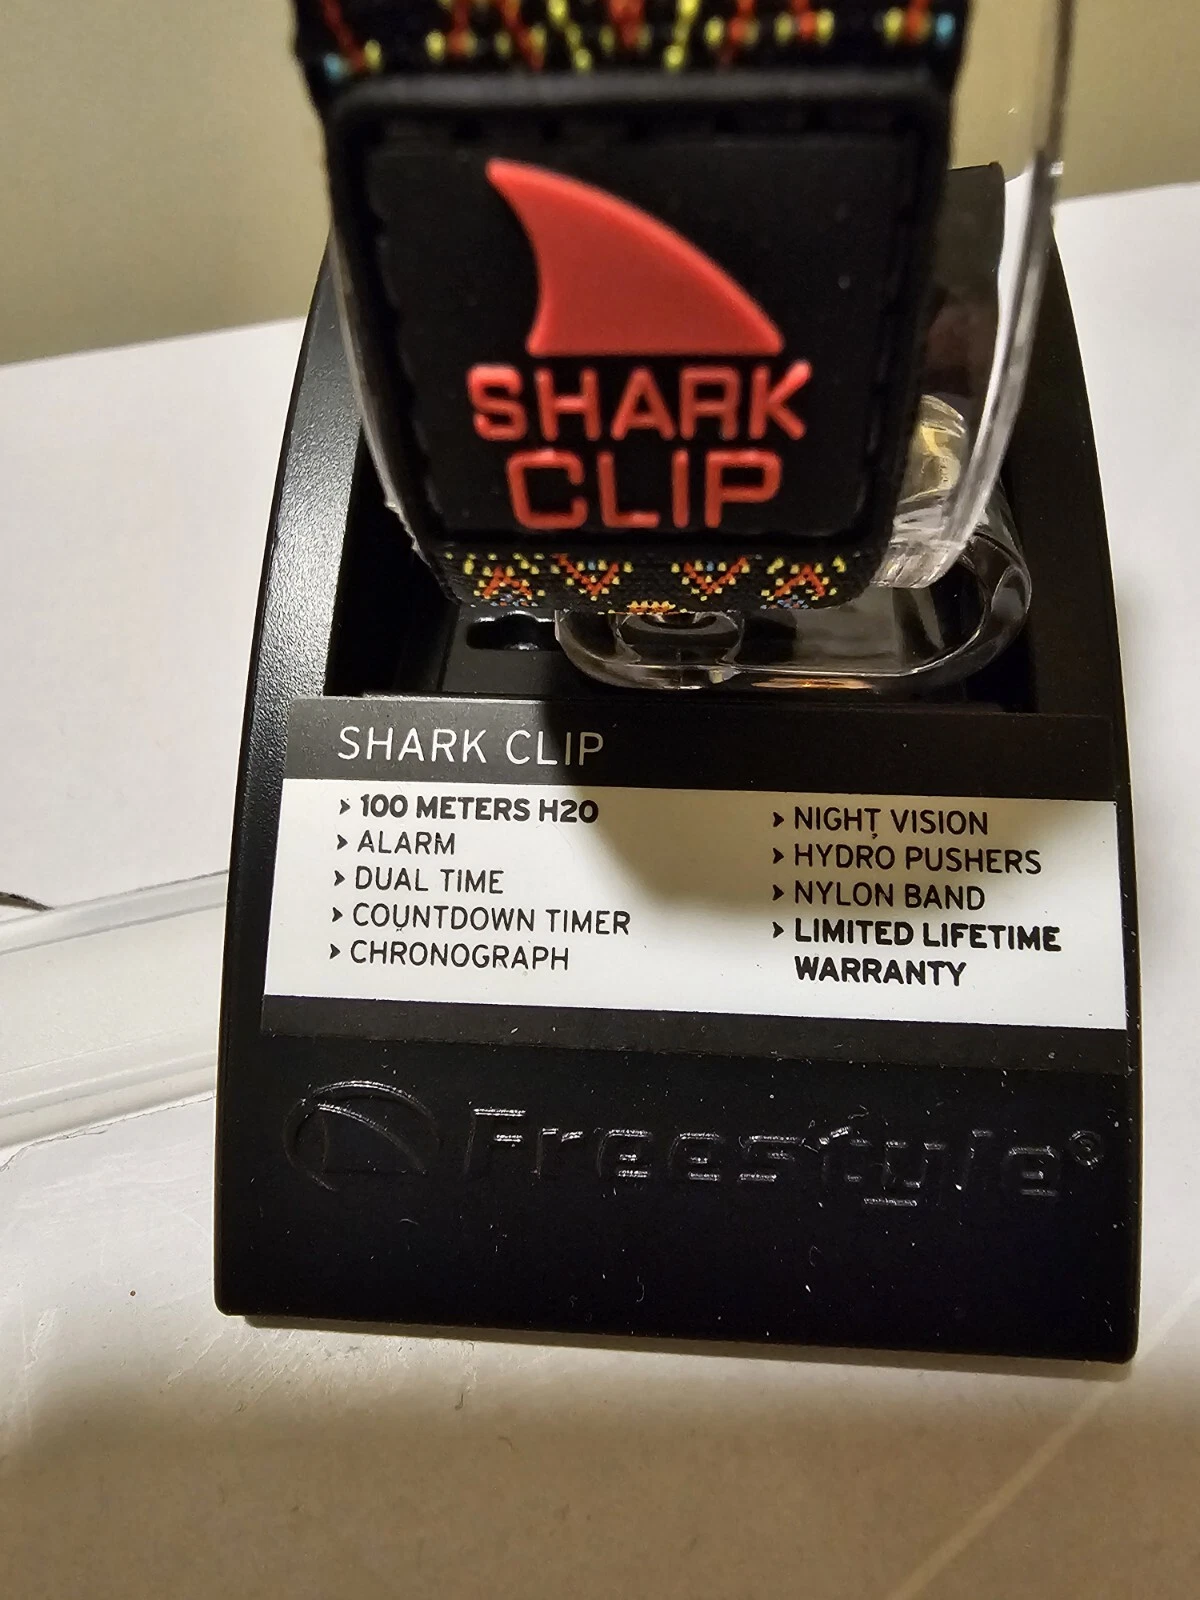 SHARK
CLIP
SHARK CLIP
› 100 METERS H2O
› ALARM
› DUAL TIME
› COUNTDOWN TIMER
› CHRONOGRAPH
› NIGHT VISION
› HYDRO PUSHERS
› NYLON BAND
› LIMITED LIFETIME
WARRANTY
Freestyle®